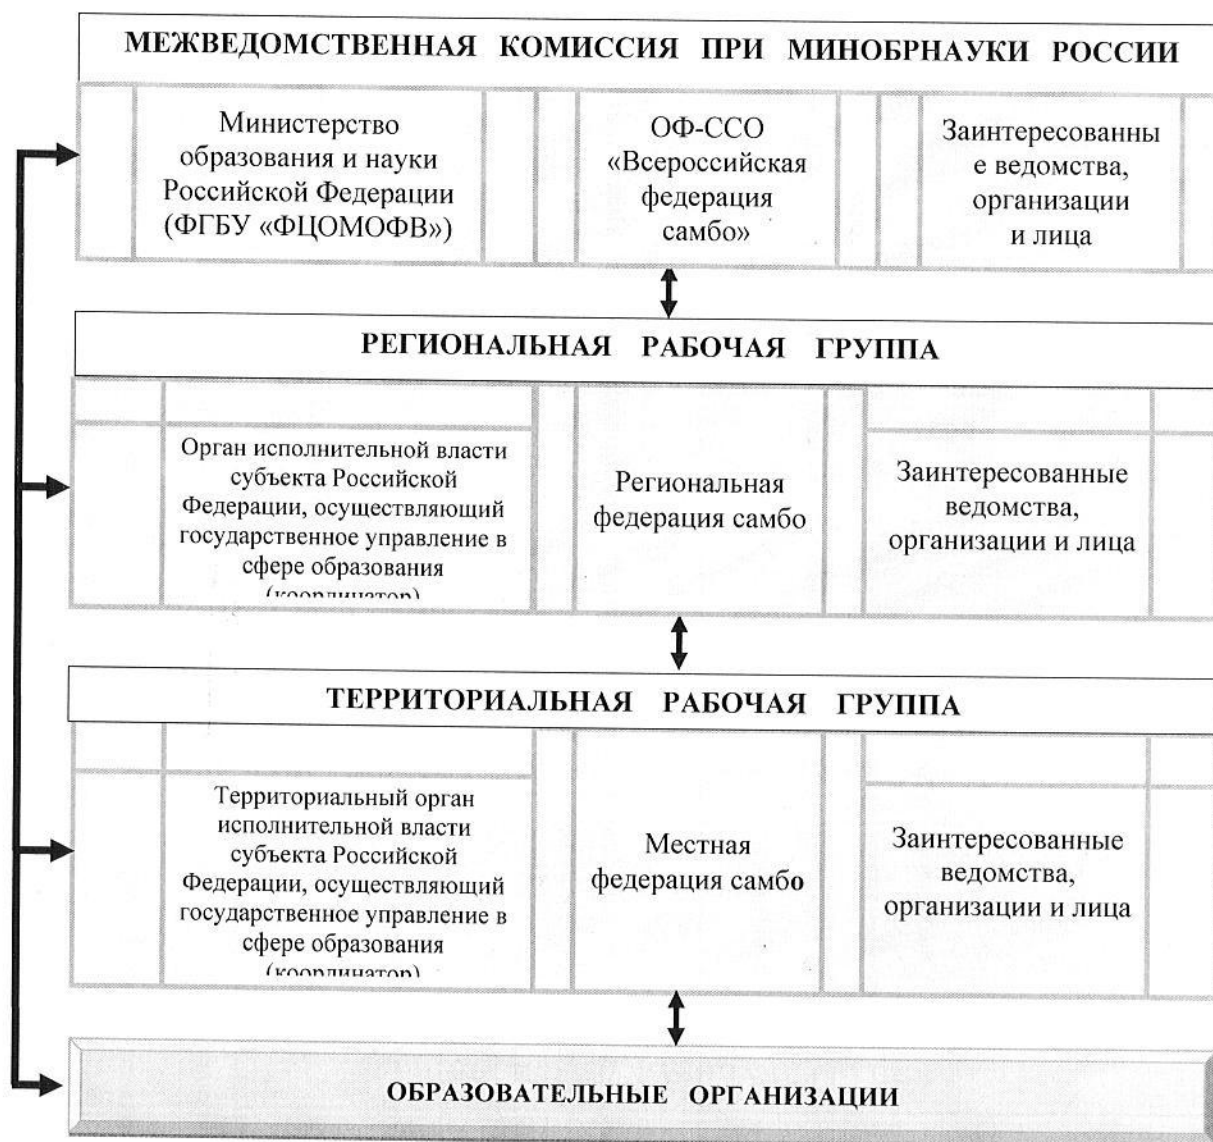 МЕЖВЕДОМСТВЕННАЯ КОМИССИЯ ПРИ МИНОБРНАУКИ РОССИИ
Министерство
образования и науки
Российской Федерации
(ФГБУ «ФЦОМОФВ»)
ОФ-ССО
«Всероссийская
федерация
самбо»
Заинтересованны
е ведомства,
организации
и лица
РЕГИОНАЛЬНАЯ РАБОЧАЯ ГРУППА
Орган исполнительной власти
субъекта Российской
Федерации, осуществляющий
государственное управление в
сфере образования
(координатор)
Региональная
федерация самбо
Заинтересованные
ведомства,
организации и лица
ТЕРРИТОРИАЛЬНАЯ РАБОЧАЯ ГРУППА
Территориальный орган
исполнительной власти
субъекта Российской
Федерации, осуществляющий
государственное управление в
сфере образования
(координатор)
Местная
федерация самбо
Заинтересованные
ведомства,
организации и лица
ОБРАЗОВАТЕЛЬНЫЕ ОРГАНИЗАЦИИ